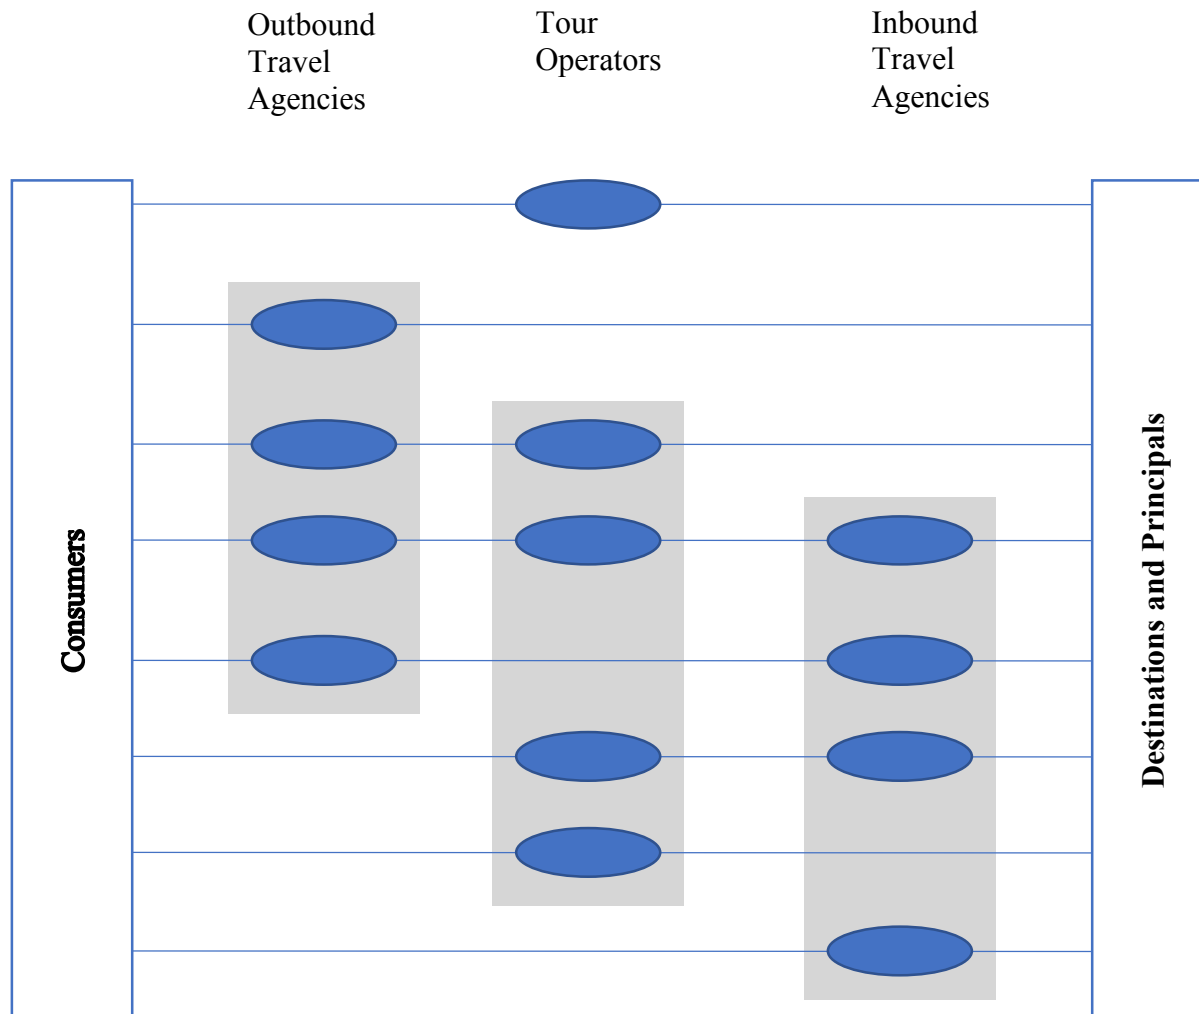 Outbound
Travel
Agencies
Tour
Operators
Inbound
Travel
Agencies
Consumers
Destinations and Principals